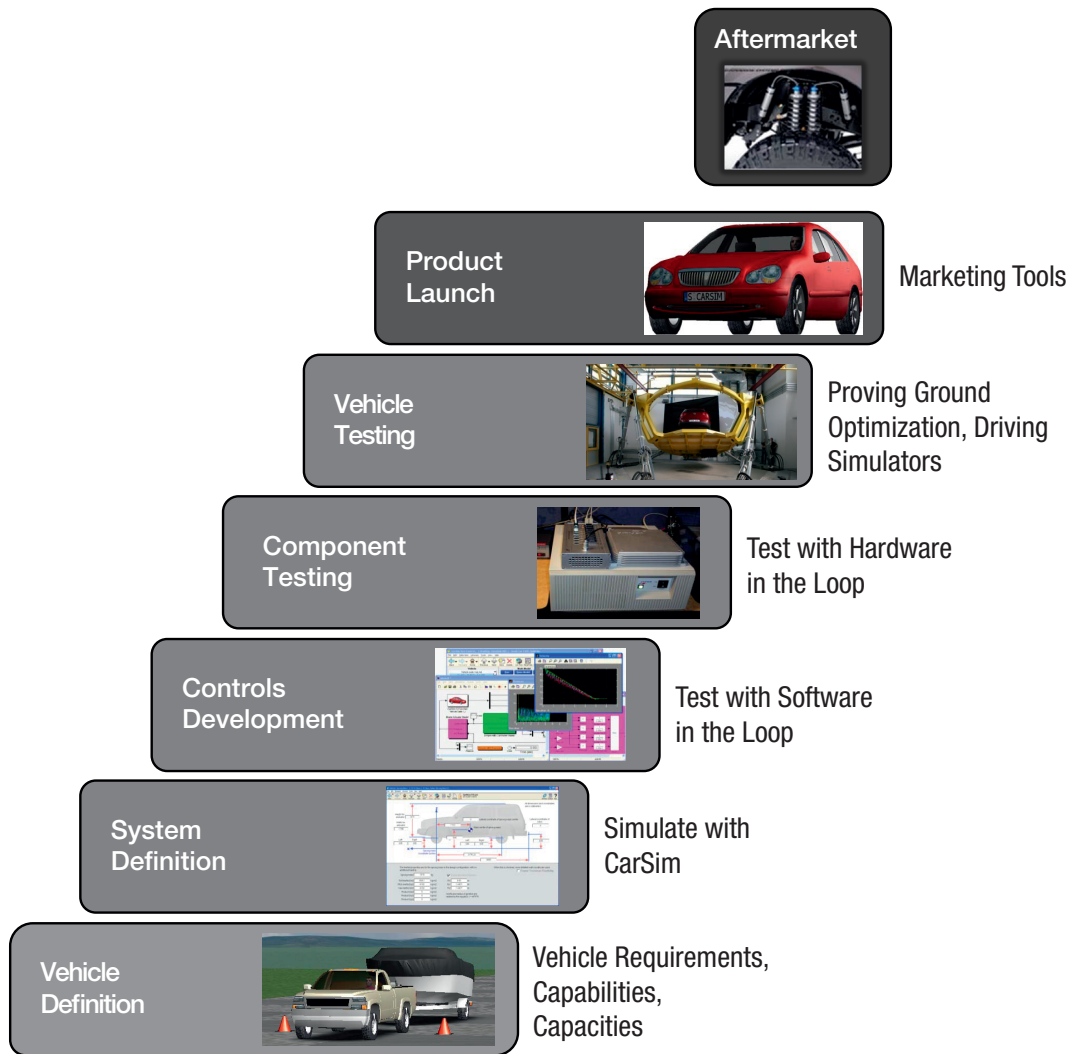 Aftermarket
Product
Launch
S. CARSIM
Marketing Tools
Vehicle
Testing
Proving Ground
Optimization, Driving
Simulators
Component
Testing
Test with Hardware
in the Loop
Controls
Development
Test with Software
in the Loop
System
Definition
Simulate with
CarSim
Vehicle
Definition
Vehicle Requirements,
Capabilities,
Capacities